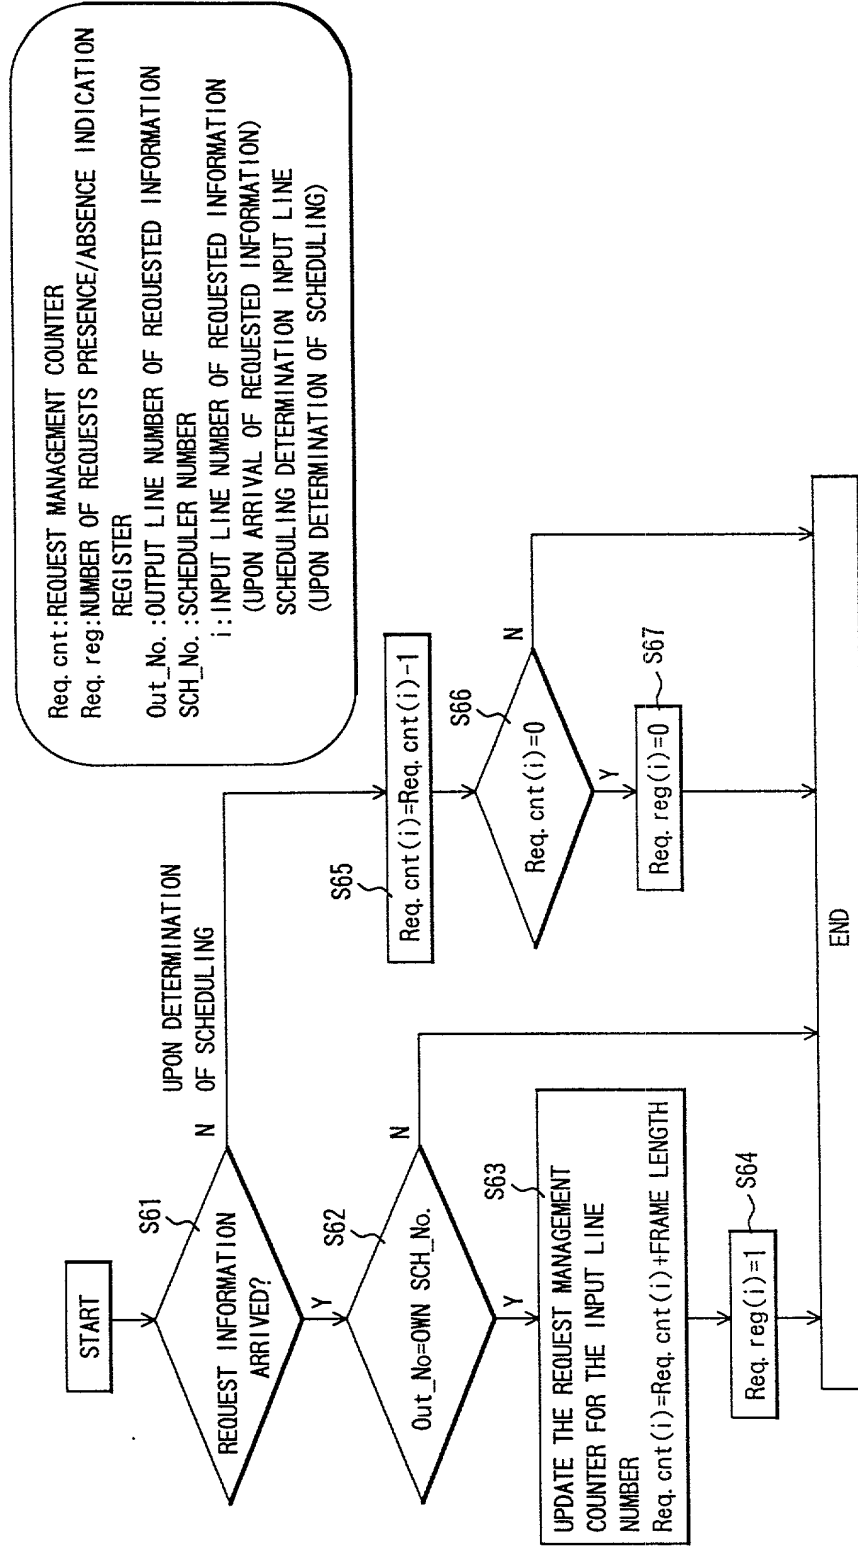 Req. cnt:REQUEST MANAGEMENT COUNTER
Req. reg:NUMBER OF REQUESTS PRESENCE/ABSENCE INDICATION
REGISTER
Out_No.:OUTPUT LINE NUMBER OF REQUESTED INFORMATION
SCH_No.:SCHEDULER NUMBER
i:INPUT LINE NUMBER OF REQUESTED INFORMATION
(UPON ARRIVAL OF REQUESTED INFORMATION)
SCHEDULING DETERMINATION INPUT LINE
(UPON DETERMINATION OF SCHEDULING)
START
S61
REQUEST INFORMATION
ARRIVED?
N
UPON DETERMINATION
OF SCHEDULING
Y
S62
Out_No=OWN SCH_No.
N
Y
S63
UPDATE THE REQUEST MANAGEMENT
COUNTER FOR THE INPUT LINE
NUMBER
Req. cnt(i)=Req. cnt(i)+FRAME LENGTH
S64
Req. reg(i)=1
S65
Req. cnt(i)=Req. cnt(i)-1
S66
Req. cnt(i)=0
N
Y
S67
Req. reg(i)=0
END